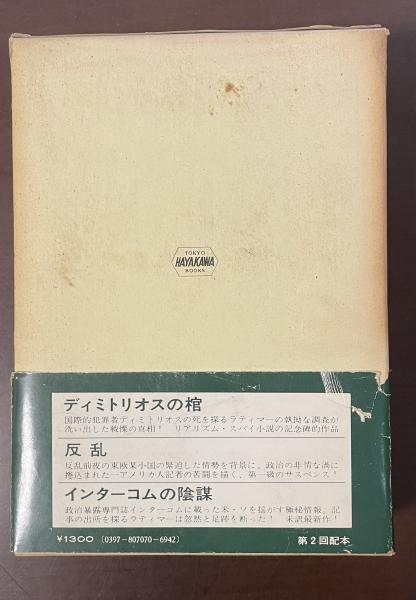 TOKYO
HAYAKAWA
BOOKS
ディミトリオスの棺
国際的犯罪者ディミトリオスの死を探るラティマーの執拗な調査が
洗い出した戦慄の真相! リアリズム・スパイ小説の記念碑的作品
反乱
反乱前夜の東欧某小国の緊迫した情勢を背景に、政治の非情な渦に
捲込まれた一アメリカ人記者の苦闘を描く、第一級のサスペンス!
インターコムの陰謀
政治暴露専門誌インターコムに載った米・ソを揺がす極秘情報。記
事の出所を探るラティマーは忽然と足跡を断った! 未訳最新作!
¥1300 〔0397-807070-6942〕
第2回配本